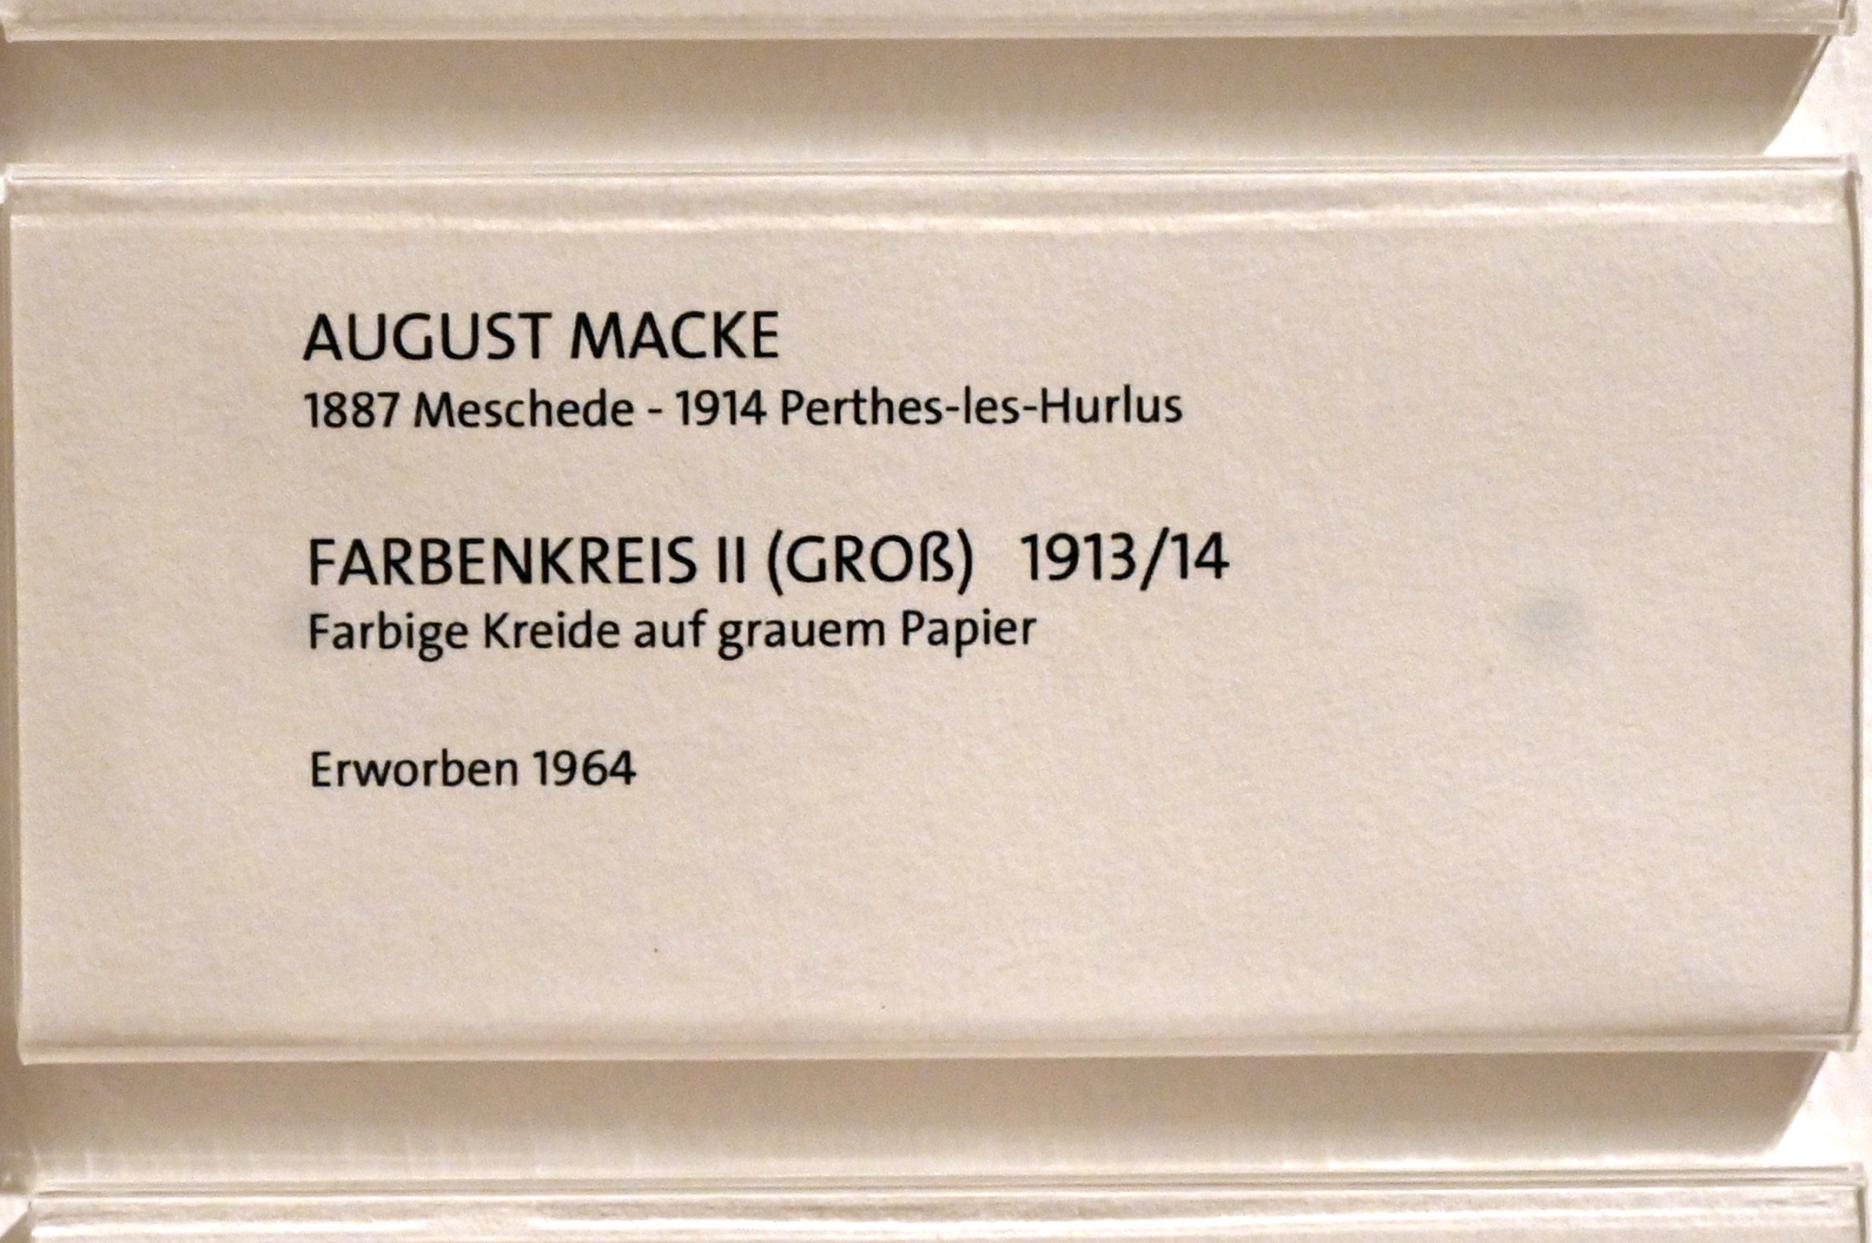 AUGUST MACKE
1887 Meschede - 1914 Perthes-les-Hurlus
FARBENKREIS II (GROß) 1913/14
Farbige Kreide auf grauem Papier
Erworben 1964